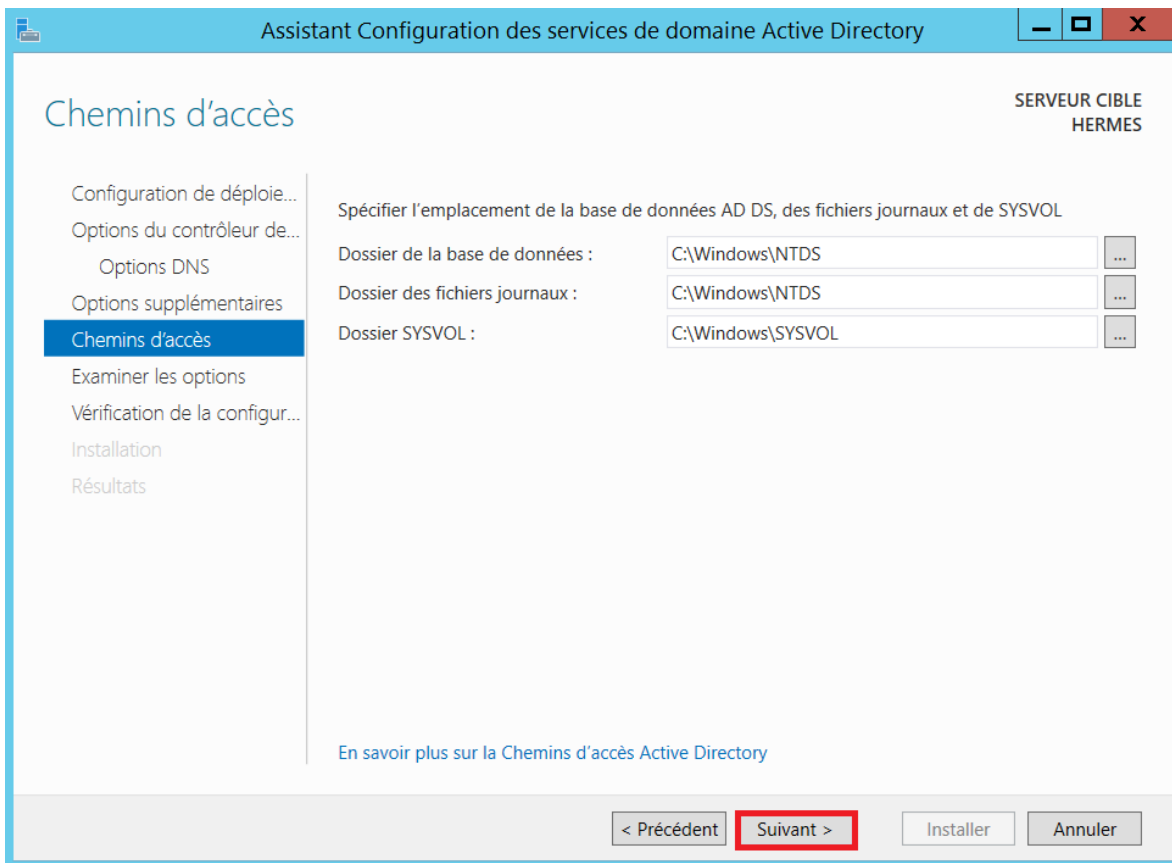 Assistant Configuration des services de domaine Active Directory
Chemins d'accès
SERVEUR CIBLE
HERMES
Configuration de déploie...
Options du contrôleur de...
Options DNS
Options supplémentaires
Chemins d'accès
Examiner les options
Vérification de la configur...
Installation
Résultats
Spécifier l'emplacement de la base de données AD DS, des fichiers journaux et de SYSVOL
Dossier de la base de données : C:\Windows\NTDS ...
Dossier des fichiers journaux : C:\Windows\NTDS ...
Dossier SYSVOL : C:\Windows\SYSVOL ...
En savoir plus sur la Chemins d'accès Active Directory
< Précédent Suivant > Installer Annuler